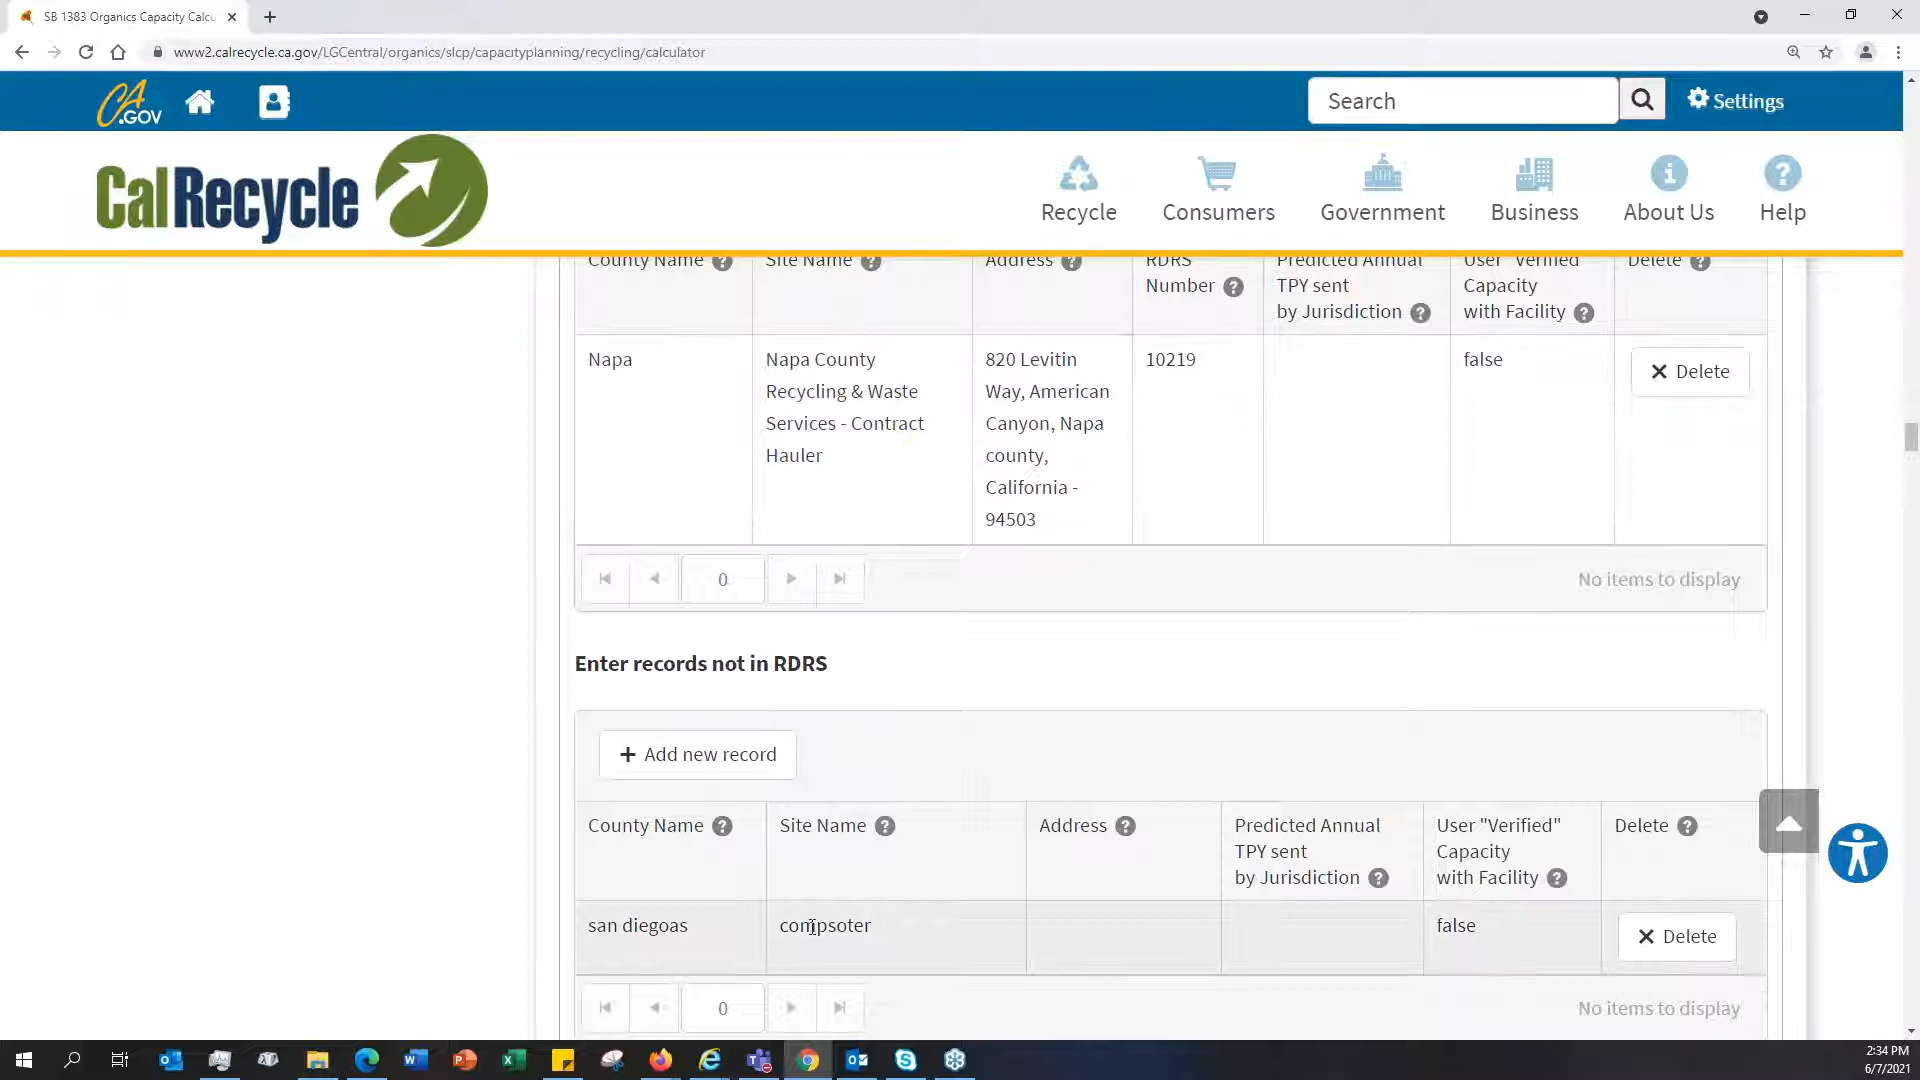 SB 1383 Organics Capacity Calcu
www2.calrecycle.ca.gov/LGCentral/organics/slcp/capacityplanning/recycling/calculator
CA.GOV
Search
Settings
CalRecycle
Recycle
Consumers
Government
Business
About Us
Help
County Name ?
Site Name ?
Address ?
RDRS
Number ?
Predicted Annual
TPY sent
by Jurisdiction ?
User "Verified"
Capacity
with Facility ?
Delete ?
Napa
Napa County
Recycling & Waste
Services - Contract
Hauler
820 Levitin
Way, American
Canyon, Napa
county,
California -
94503
10219
false
Delete
0
No items to display
Enter records not in RDRS
+ Add new record
County Name ?
Site Name ?
Address ?
Predicted Annual
TPY sent
by Jurisdiction ?
User "Verified"
Capacity
with Facility ?
Delete ?
san diegoas
compsoter
false
Delete
0
No items to display
2:34 PM
6/7/2021